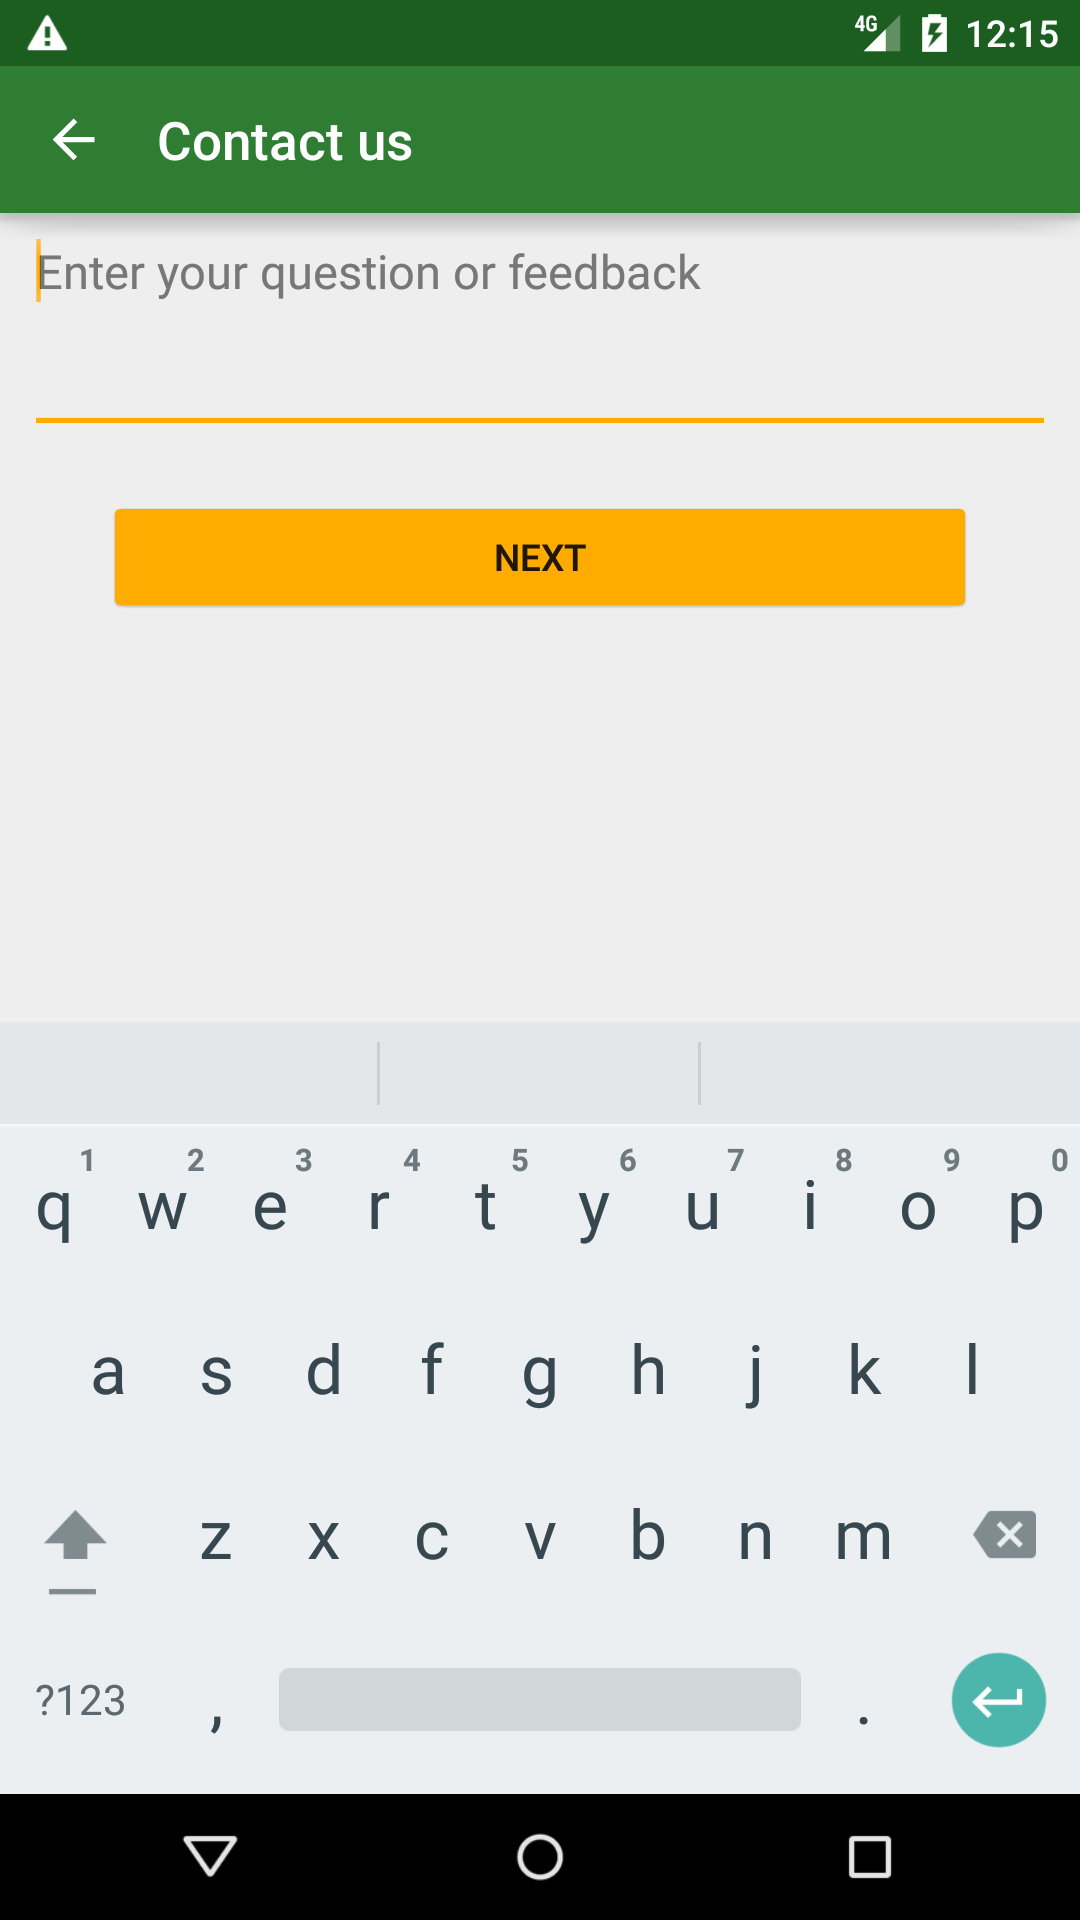 4G 12:15
Contact us
Enter your question or feedback
NEXT
1 2 3 4 5 6 7 8 9 0
q w e r t y u i o p
a s d f g h j k l
z x c v b n m
?123 , .